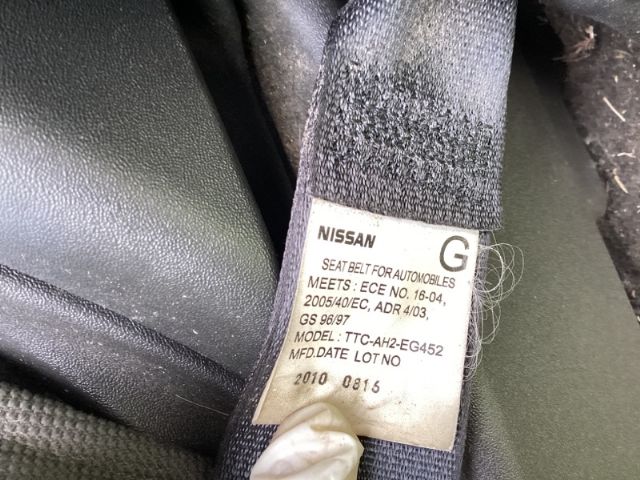 NISSAN G
SEAT BELT FOR AUTOMOBILES
MEETS : ECE NO. 16-04,
2005/40/EC, ADR 4/03,
GS 96/97
MODEL : TTC-AH2-EG452
MFD.DATE LOT NO
2010 0816